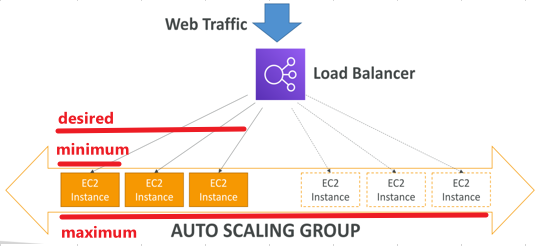 Web Traffic
Load Balancer
desired
minimum
EC2
Instance
EC2
Instance
EC2
Instance
EC2
Instance
EC2
Instance
EC2
Instance
maximum
AUTO SCALING GROUP